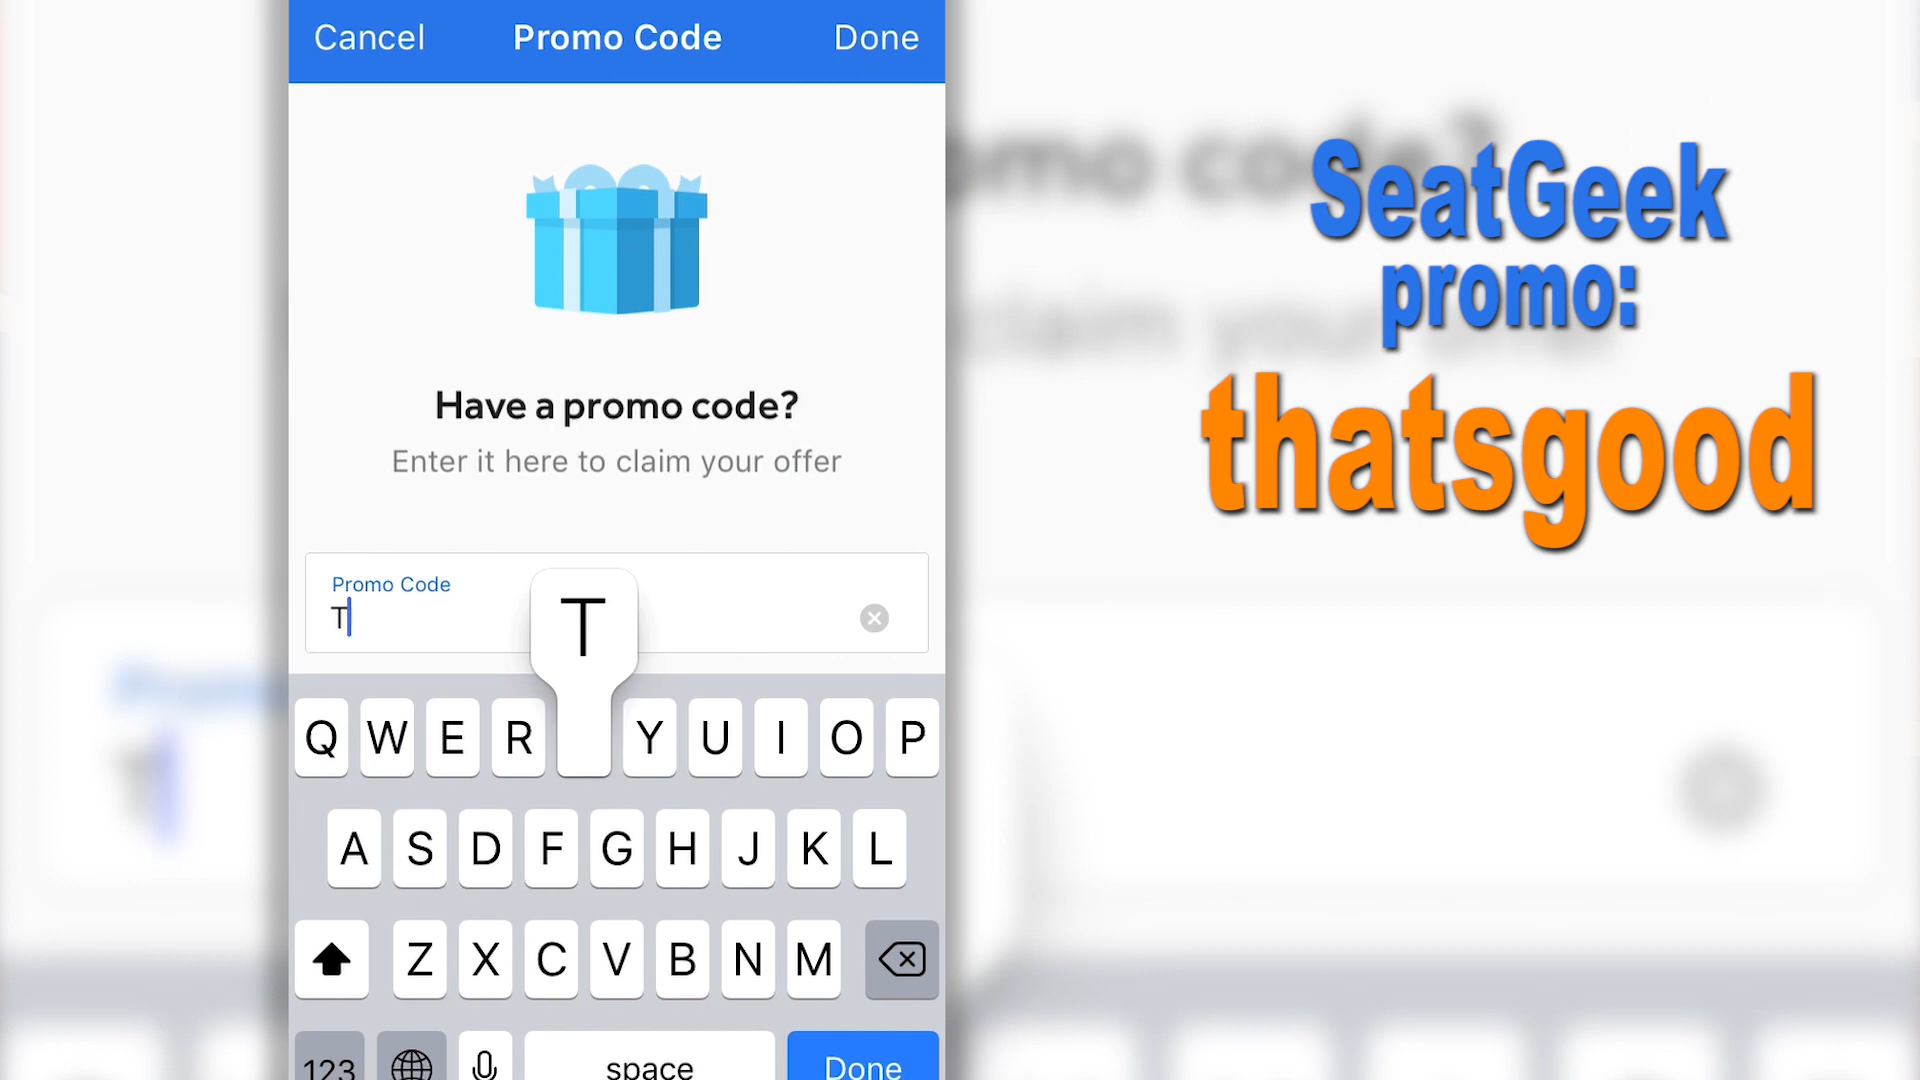 Cancel Promo Code Done
Have a promo code?
Enter it here to claim your offer
Promo Code
T
T
Q W E R Y U I O P
A S D F G H J K L
Z X C V B N M
123 space Done
SeatGeek
promo:
thatsgood